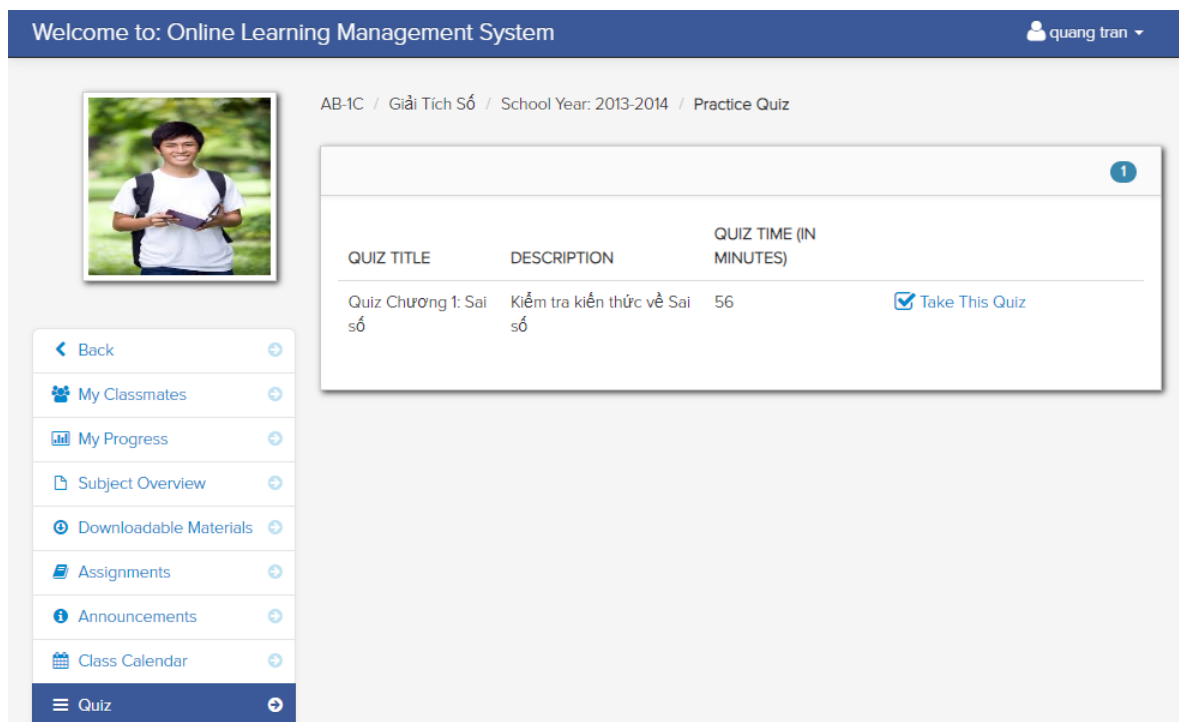 Welcome to: Online Learning Management System
quang tran
AB-1C / Giải Tích Số / School Year: 2013-2014 / Practice Quiz
1
QUIZ TITLE
DESCRIPTION
QUIZ TIME (IN
MINUTES)
Quiz Chương 1: Sai
số
Kiểm tra kiến thức về Sai
số
56
Take This Quiz
Back
My Classmates
My Progress
Subject Overview
Downloadable Materials
Assignments
Announcements
Class Calendar
Quiz